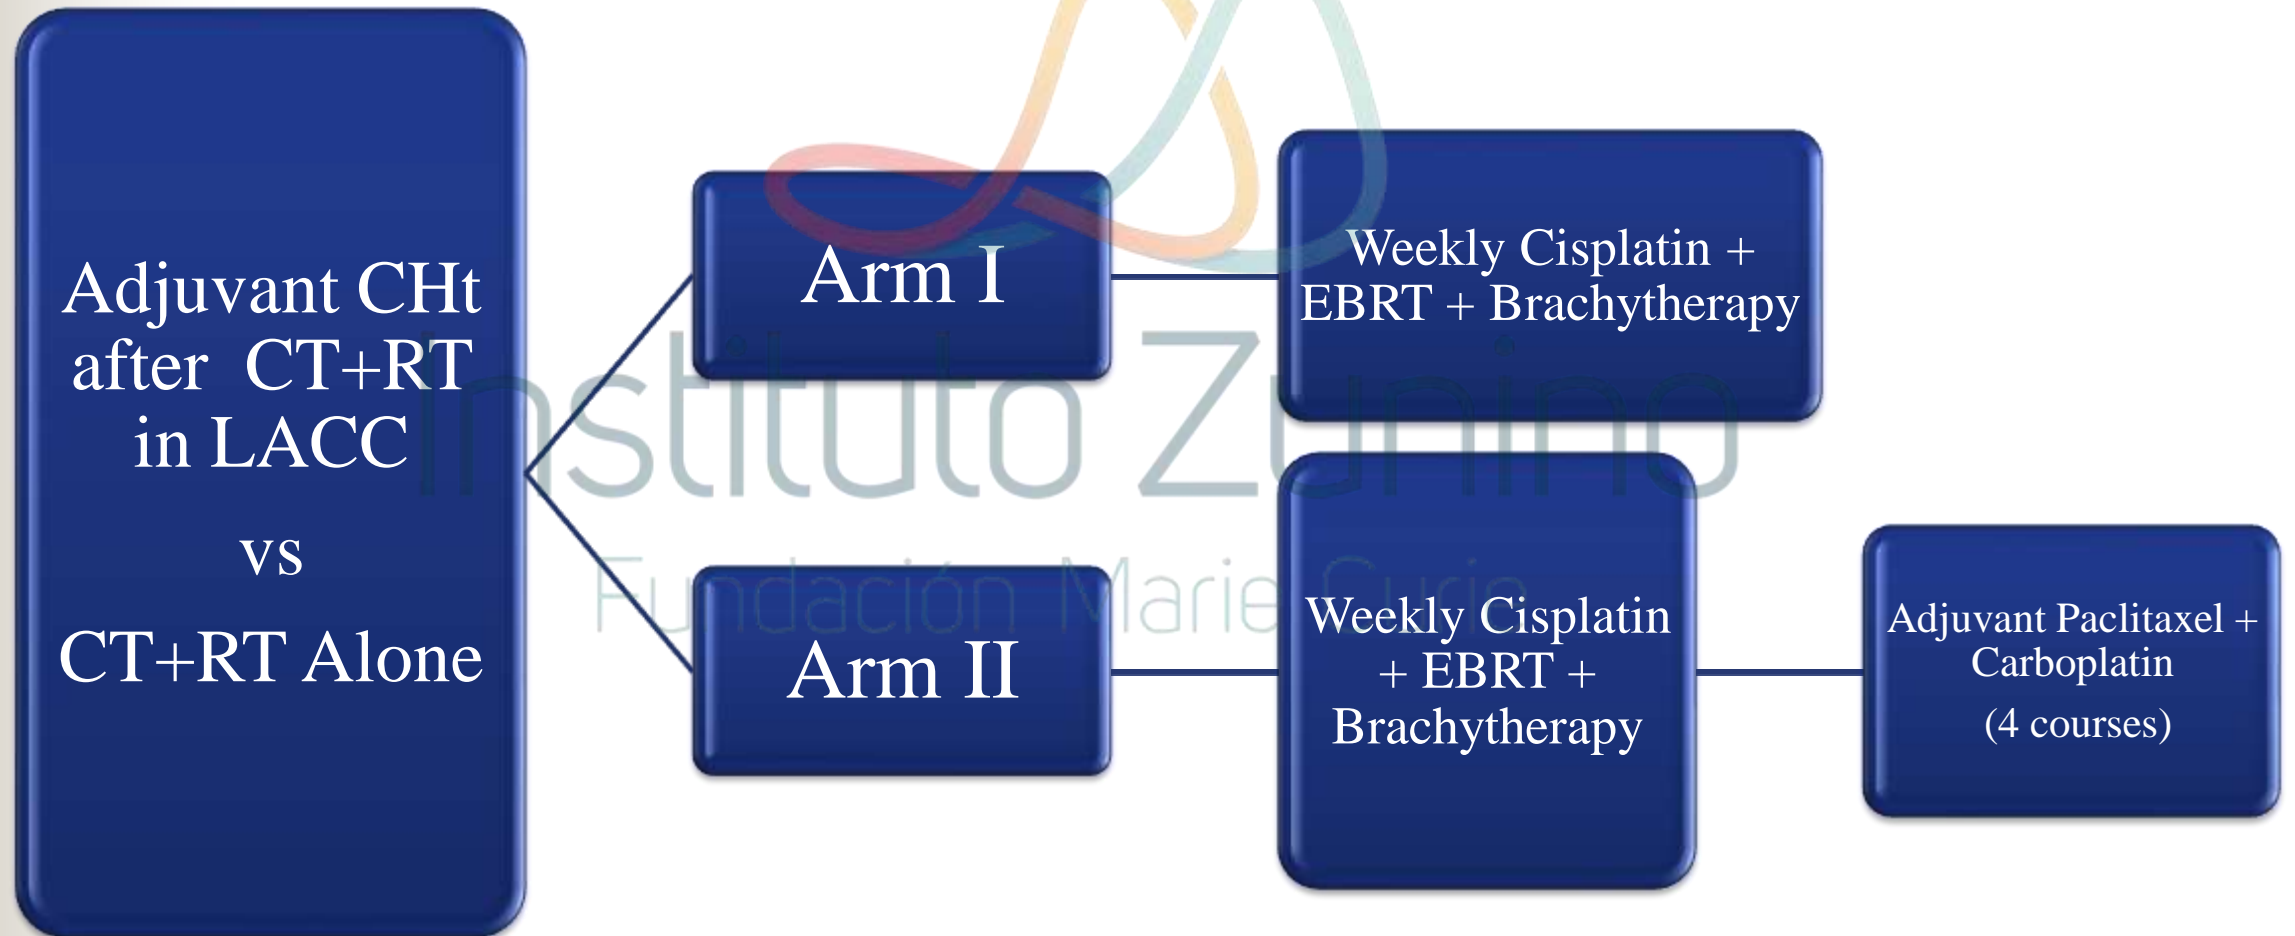 Adjuvant CHt
after CT+RT
in LACC
vs
CT+RT Alone
Arm I
Weekly Cisplatin +
EBRT + Brachytherapy
Arm II
Weekly Cisplatin
+ EBRT +
Brachytherapy
Adjuvant Paclitaxel +
Carboplatin
(4 courses)
Instituto Zunino
Fundación Marie Curie